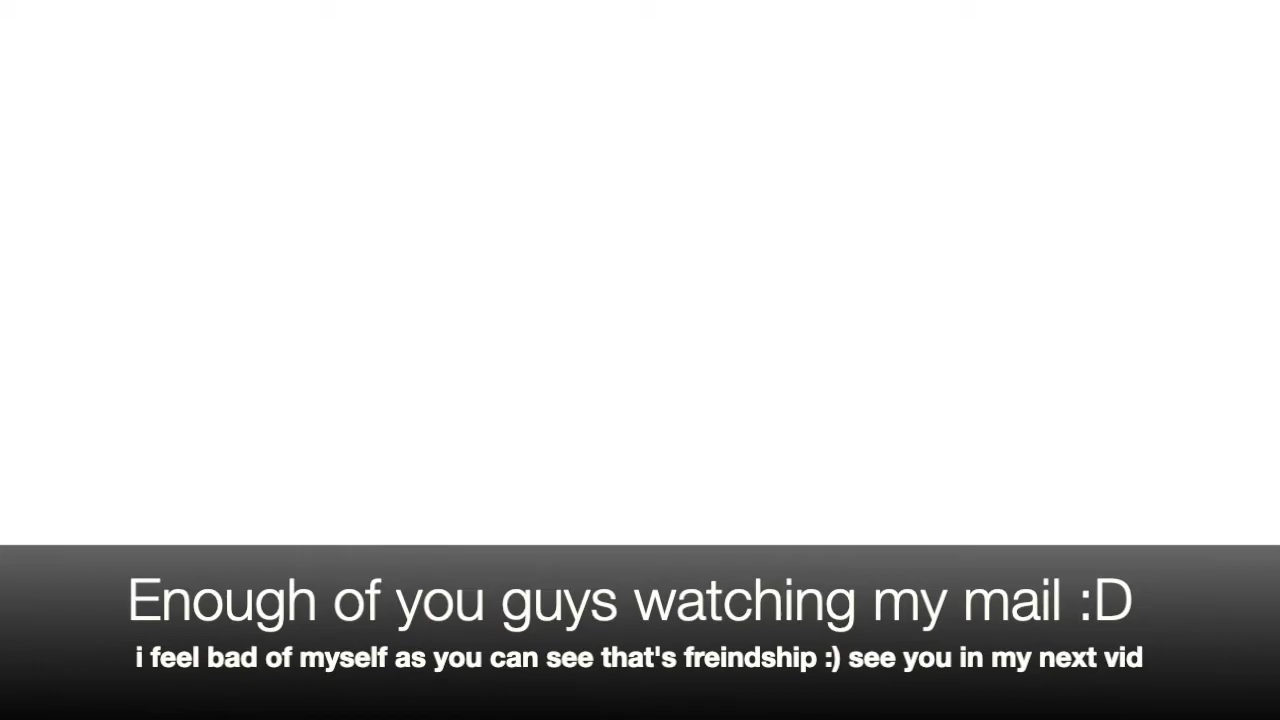 Enough of you guys watching my mail :D
i feel bad of myself as you can see that's freindship :) see you in my next vid